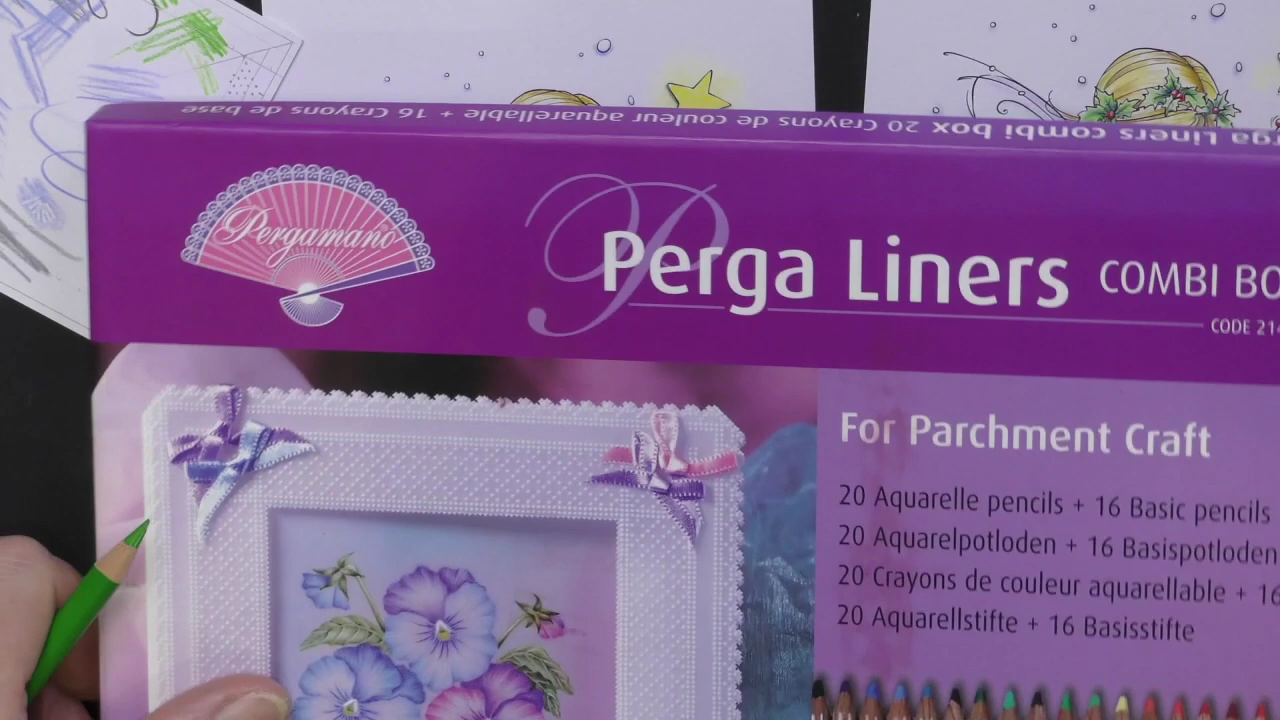 Perga Liners combi box 20 Crayons de couleur aquarellable + 16 Crayons de base
Pergamano
Perga Liners COMBI BO
CODE 214
For Parchment Craft
20 Aquarelle pencils + 16 Basic pencils
20 Aquarelpotloden + 16 Basispotloden
20 Crayons de couleur aquarellable + 16
20 Aquarellstifte + 16 Basisstifte